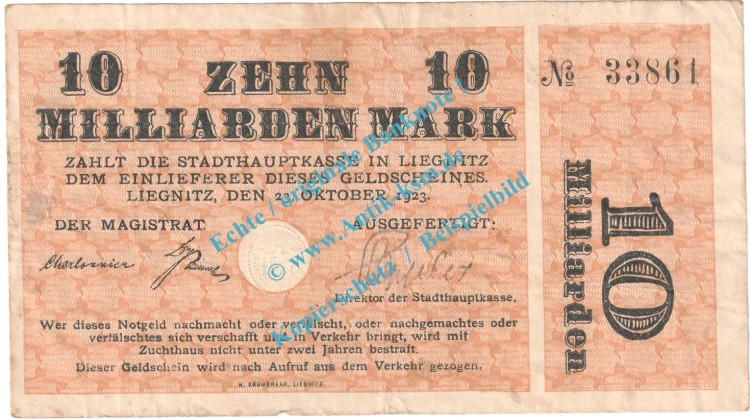 10 ZEHN 10
MILLIARDEN MARK
ZAHLT DIE STADTHAUPTKASSE IN LIEGNITZ
DEM EINLIEFERER DIESES GELDSCHEINES.
LIEGNITZ, DEN OKTOBER 1923.
DER MAGISTRAT
AUSGEFERTIGT:
Direktor der Stadthauptkasse.
Wer dieses Notgeld nachmacht oder verfälscht, oder nachgemachtes oder
verfälschtes sich verschafft und in Verkehr bringt, wird mit
Zuchthaus nicht unter zwei Jahren bestraft.
Dieser Geldschein wird nach Aufruf aus dem Verkehr gezogen.
H. KRUMBHAAR, LIEGNITZ.
№ 33861
10
Milliarden
Echte / originale Banknote !
© www.Antik-ksm.de
Kopierschutz / Beispielbild